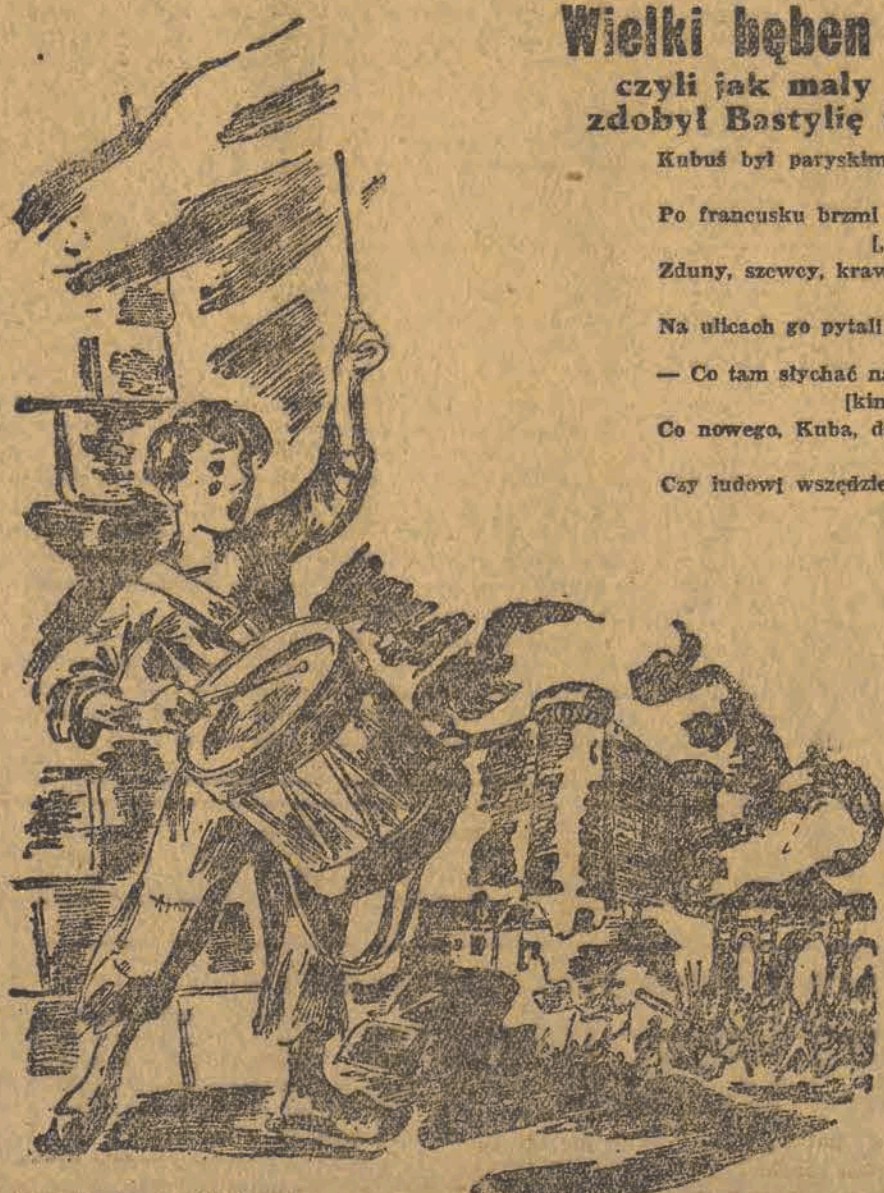 Wielki bęben
czyli jak mały
zdobył Bastylię
Kubuś był paryskim
Po francusku brzmi
[
Zduny, szewcy, kraw
Na ulicach go pytali
— Co tam słychać na
[kin
Co nowego, Kuba, d
Czy ludowi wszędzie